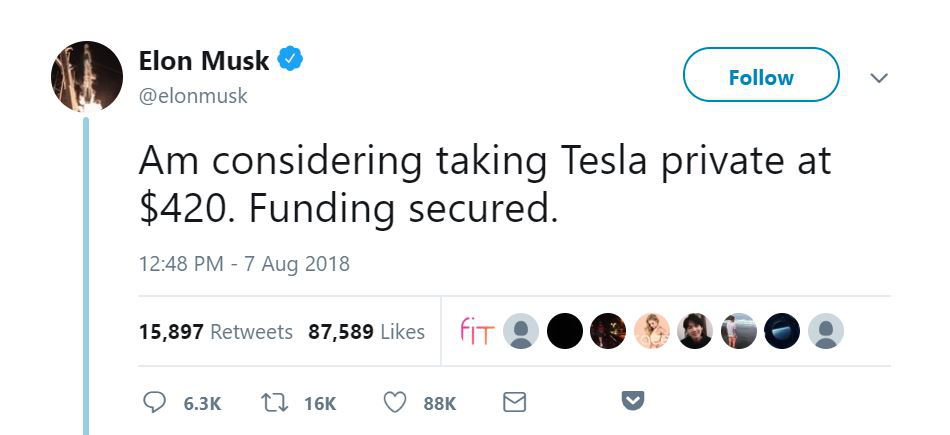 Elon Musk
Follow
@elonmusk
Am considering taking Tesla private at
$420. Funding secured.
12:48 PM - 7 Aug 2018
15,897 Retweets 87,589 Likes
fiT
6.3K 16K 88K